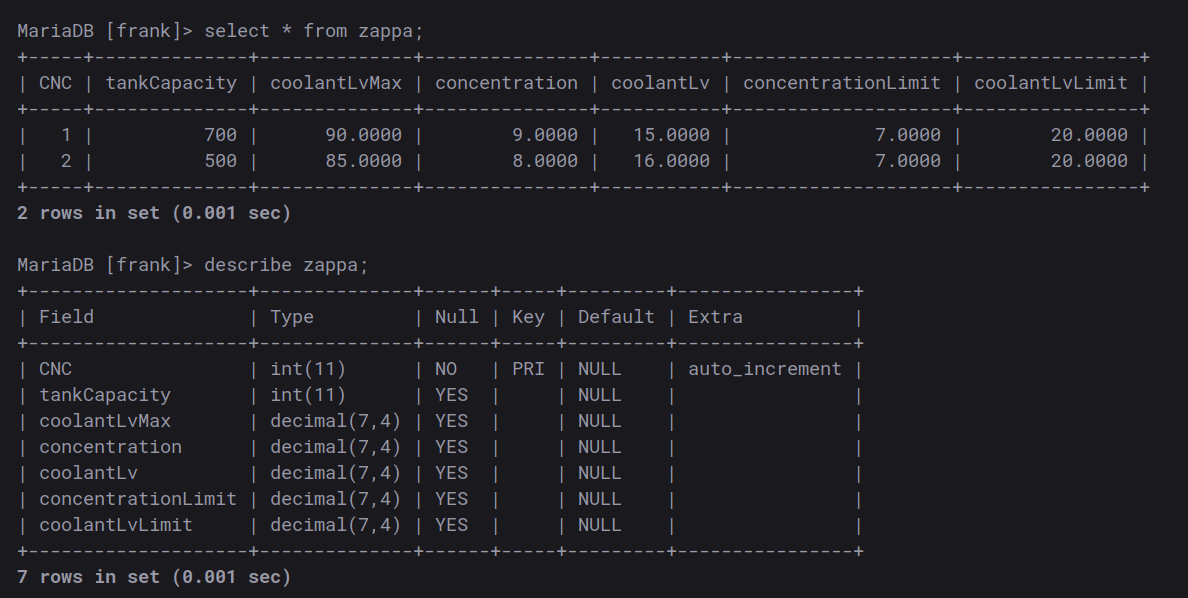 MariaDB [frank]> select * from zappa;
+-----+--------------+--------------+---------------+-----------+--------------------+----------------+
| CNC | tankCapacity | coolantLvMax | concentration | coolantLv | concentrationLimit | coolantLvLimit |
+-----+--------------+--------------+---------------+-----------+--------------------+----------------+
|   1 |          700 |      90.0000 |        9.0000 |   15.0000 |             7.0000 |        20.0000 |
|   2 |          500 |      85.0000 |        8.0000 |   16.0000 |             7.0000 |        20.0000 |
+-----+--------------+--------------+---------------+-----------+--------------------+----------------+
2 rows in set (0.001 sec)

MariaDB [frank]> describe zappa;
+--------------------+--------------+------+-----+---------+----------------+
| Field              | Type         | Null | Key | Default | Extra          |
+--------------------+--------------+------+-----+---------+----------------+
| CNC                | int(11)      | NO   | PRI | NULL    | auto_increment |
| tankCapacity       | int(11)      | YES  |     | NULL    |                |
| coolantLvMax       | decimal(7,4) | YES  |     | NULL    |                |
| concentration      | decimal(7,4) | YES  |     | NULL    |                |
| coolantLv          | decimal(7,4) | YES  |     | NULL    |                |
| concentrationLimit | decimal(7,4) | YES  |     | NULL    |                |
| coolantLvLimit     | decimal(7,4) | YES  |     | NULL    |                |
+--------------------+--------------+------+-----+---------+----------------+
7 rows in set (0.001 sec)